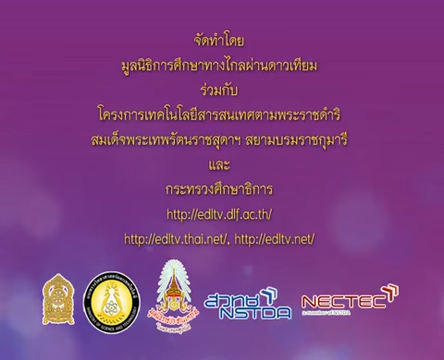 จัดทำโดย
มูลนิธิการศึกษาทางไกลผ่านดาวเทียม
ร่วมกับ
โครงการเทคโนโลยีสารสนเทศตามพระราชดำริ
สมเด็จพระเทพรัตนราชสุดาฯ สยามบรมราชกุมารี
และ
กระทรวงศึกษาธิการ
http://edltv.dlf.ac.th/
http://edltv.thai.net/, http://edltv.net/
สวทช
NSTDA
NECTEC
a member of NSTDA